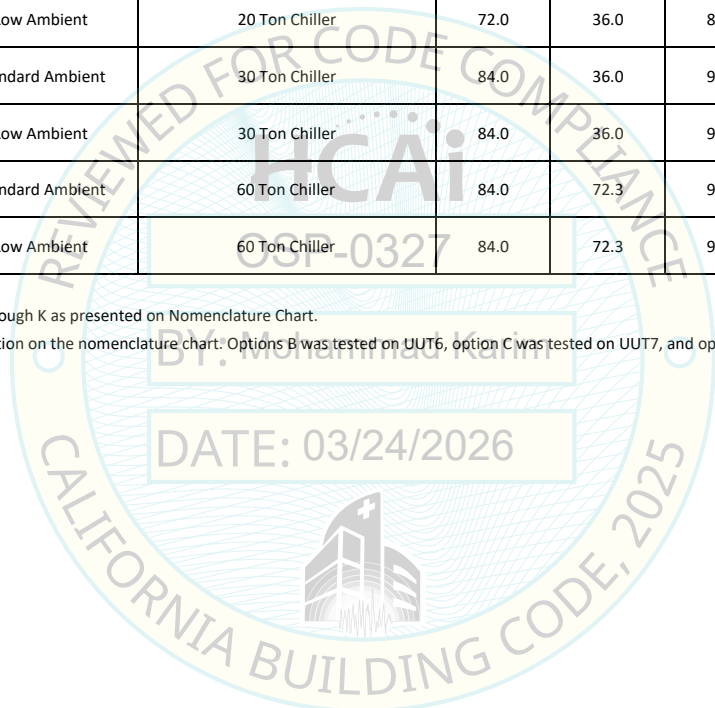 ow Ambient 20 Ton Chiller 72.0 36.0 8
ndard Ambient 30 Ton Chiller 84.0 36.0 9
ow Ambient 30 Ton Chiller 84.0 36.0 9
ndard Ambient 60 Ton Chiller 84.0 72.3 9
ow Ambient 60 Ton Chiller 84.0 72.3 9
ough K as presented on Nomenclature Chart.
tion on the nomenclature chart. Options B was tested on UUT6, option C was tested on UUT7, and op
REVIEWED FOR CODE COMPLIANCE
HCAi
OSP-0327
BY: Mohammad Karim
DATE: 03/24/2026
CALIFORNIA BUILDING CODE, 2025